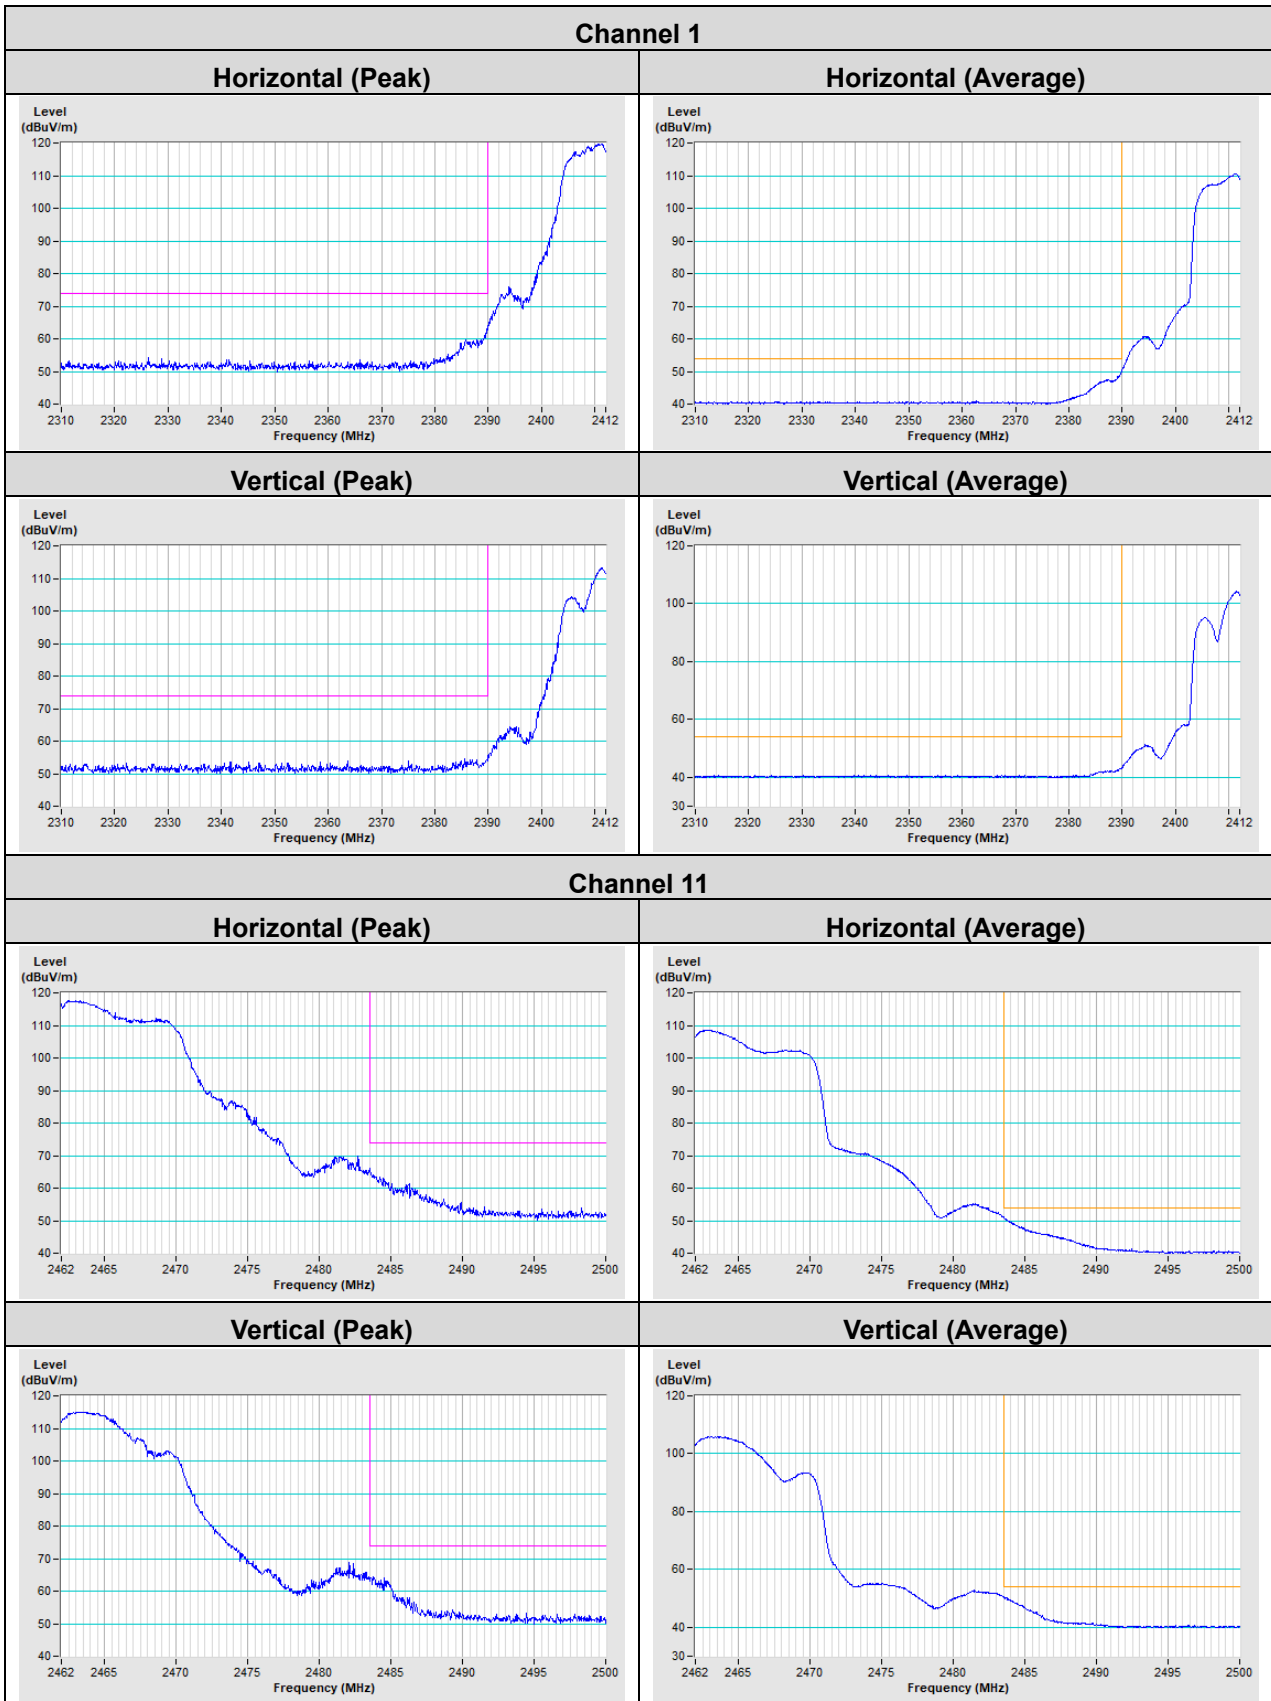 Channel 1
Horizontal (Peak)
Horizontal (Average)
Level
(dBuV/m)
120
110
100
90
80
70
60
50
40
2310 2320 2330 2340 2350 2360 2370 2380 2390 2400 2412
Frequency (MHz)
Level
(dBuV/m)
120
110
100
90
80
70
60
50
40
2310 2320 2330 2340 2350 2360 2370 2380 2390 2400 2412
Frequency (MHz)
Vertical (Peak)
Vertical (Average)
Level
(dBuV/m)
120
110
100
90
80
70
60
50
40
2310 2320 2330 2340 2350 2360 2370 2380 2390 2400 2412
Frequency (MHz)
Level
(dBuV/m)
120
100
80
60
40
30
2310 2320 2330 2340 2350 2360 2370 2380 2390 2400 2412
Frequency (MHz)
Channel 11
Horizontal (Peak)
Horizontal (Average)
Level
(dBuV/m)
120
110
100
90
80
70
60
50
40
2462 2465 2470 2475 2480 2485 2490 2495 2500
Frequency (MHz)
Level
(dBuV/m)
120
110
100
90
80
70
60
50
40
2462 2465 2470 2475 2480 2485 2490 2495 2500
Frequency (MHz)
Vertical (Peak)
Vertical (Average)
Level
(dBuV/m)
120
110
100
90
80
70
60
50
40
2462 2465 2470 2475 2480 2485 2490 2495 2500
Frequency (MHz)
Level
(dBuV/m)
120
100
80
60
40
30
2462 2465 2470 2475 2480 2485 2490 2495 2500
Frequency (MHz)